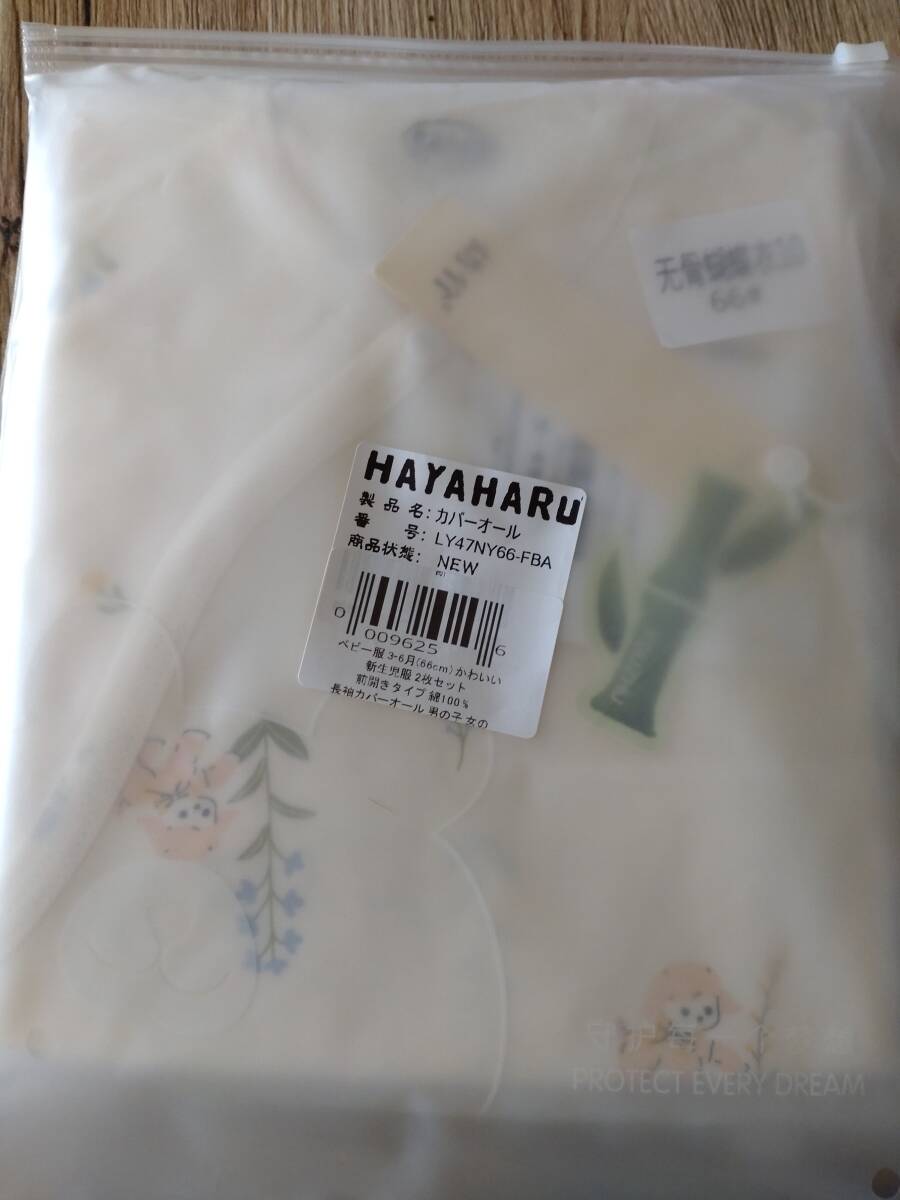 无骨蝴蝶衣
66#
HAYAHARU
製品名: カバーオール
番号: LY47NY66-FBA
商品状態: NEW
0 009625 6
ベビー服 3-6月(66cm) かわいい
新生児服 2枚セット
前開きタイプ 綿100%
長袖カバーオール 男の子 女の
PROTECT EVERY DREAM